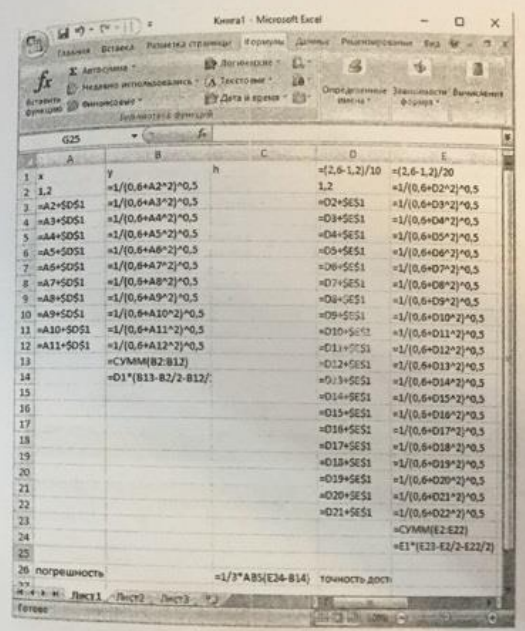 Книга1 - Microsoft Excel
Главная Вставка Разметка страницы Формулы Данные Рецензирование Вид
fx
Вставить функцию
Σ Автосумма
Недавно использовались
Финансовые
Логические
Текстовые
Дата и время
Библиотека функций
Определенные имена
Зависимости формул
Вычисление
G25 fx
A B C D E
1 x y h =(2,6-1,2)/10 =(2,6-1,2)/20
2 1,2 =1/(0,6+A2^2)^0,5 1,2 =1/(0,6+D2^2)^0,5
3 =A2+$D$1 =1/(0,6+A3^2)^0,5 =D2+$E$1 =1/(0,6+D3^2)^0,5
4 =A3+$D$1 =1/(0,6+A4^2)^0,5 =D3+$E$1 =1/(0,6+D4^2)^0,5
5 =A4+$D$1 =1/(0,6+A5^2)^0,5 =D4+$E$1 =1/(0,6+D5^2)^0,5
6 =A5+$D$1 =1/(0,6+A6^2)^0,5 =D5+$E$1 =1/(0,6+D6^2)^0,5
7 =A6+$D$1 =1/(0,6+A7^2)^0,5 =D6+$E$1 =1/(0,6+D7^2)^0,5
8 =A7+$D$1 =1/(0,6+A8^2)^0,5 =D7+$E$1 =1/(0,6+D8^2)^0,5
9 =A8+$D$1 =1/(0,6+A9^2)^0,5 =D8+$E$1 =1/(0,6+D9^2)^0,5
10 =A9+$D$1 =1/(0,6+A10^2)^0,5 =D9+$E$1 =1/(0,6+D10^2)^0,5
11 =A10+$D$1 =1/(0,6+A11^2)^0,5 =D10+$E$1 =1/(0,6+D11^2)^0,5
12 =A11+$D$1 =1/(0,6+A12^2)^0,5 =D11+$E$1 =1/(0,6+D12^2)^0,5
13 =СУММ(B2:B12) =D12+$E$1 =1/(0,6+D13^2)^0,5
14 =D1*(B13-B2/2-B12/ =D13+$E$1 =1/(0,6+D14^2)^0,5
15 =D14+$E$1 =1/(0,6+D15^2)^0,5
16 =D15+$E$1 =1/(0,6+D16^2)^0,5
17 =D16+$E$1 =1/(0,6+D17^2)^0,5
18 =D17+$E$1 =1/(0,6+D18^2)^0,5
19 =D18+$E$1 =1/(0,6+D19^2)^0,5
20 =D19+$E$1 =1/(0,6+D20^2)^0,5
21 =D20+$E$1 =1/(0,6+D21^2)^0,5
22 =D21+$E$1 =1/(0,6+D22^2)^0,5
23 =СУММ(E2:E22)
24 =E1*(E23-E2/2-E22/2)
25
26 погрешность =1/3*ABS(E24-B14) точность дост
27
Лист1 Лист2 Лист3
Готово